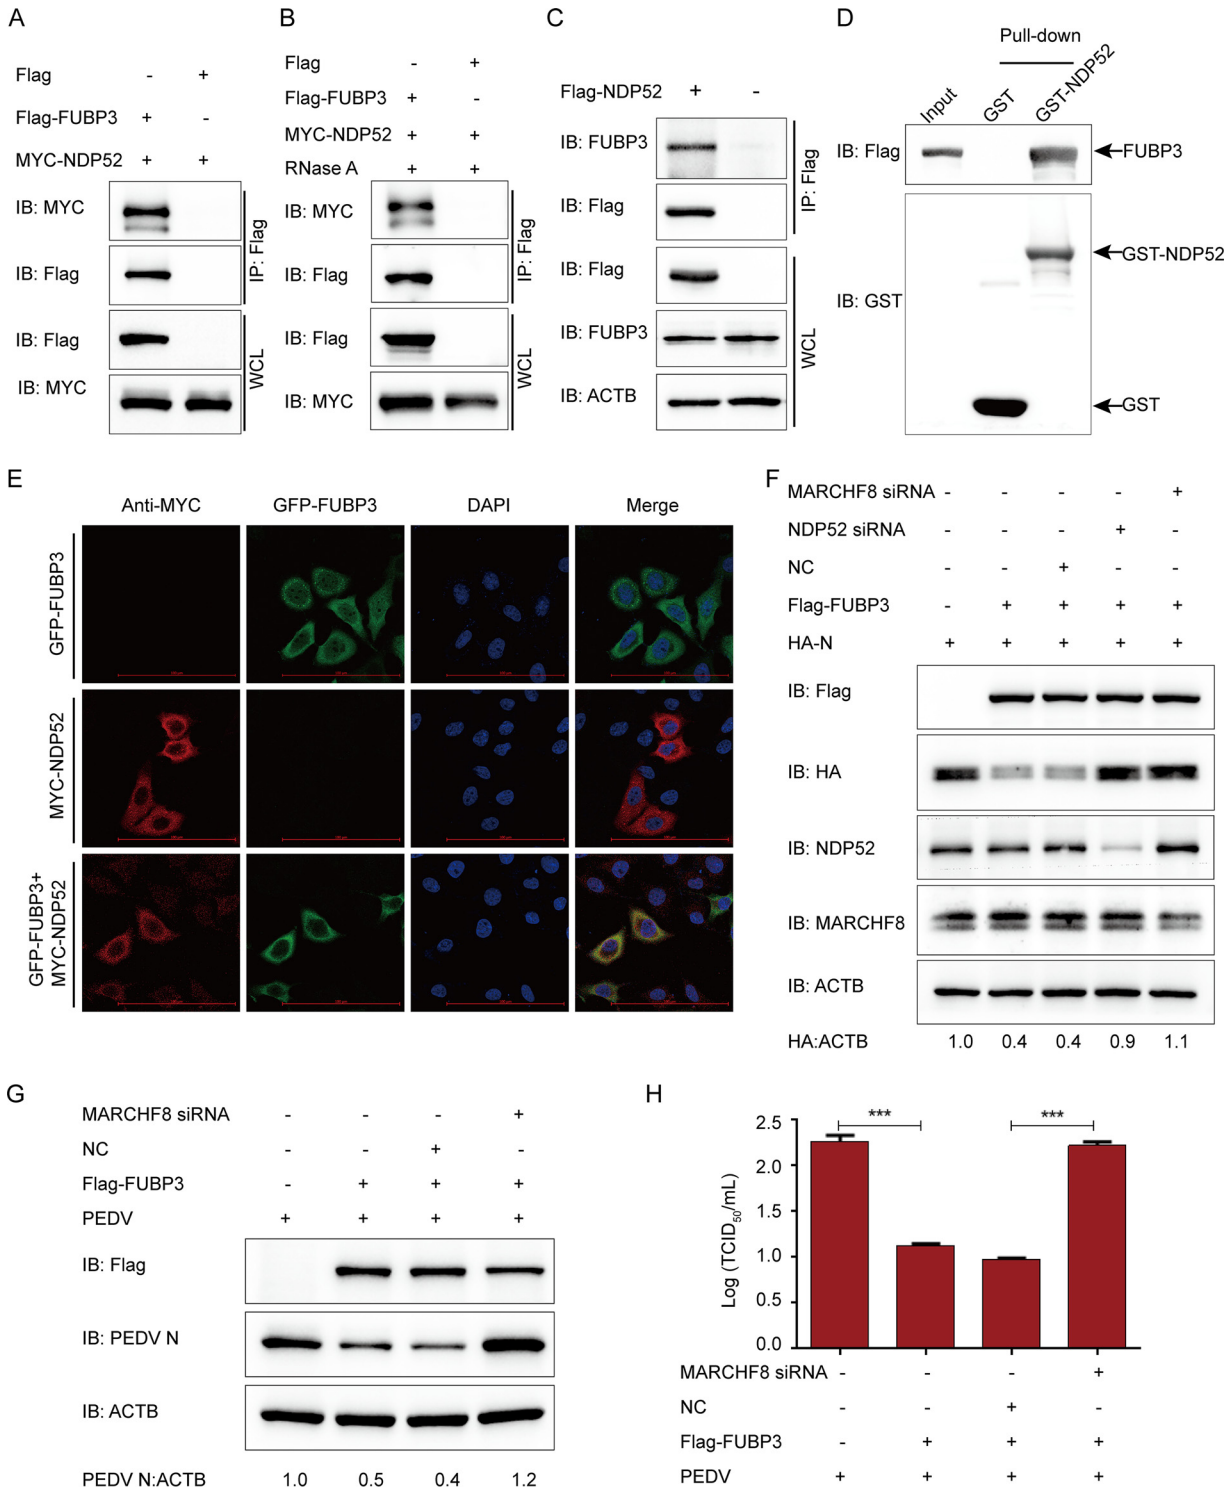 A
Flag - +
Flag-FUBP3 + -
MYC-NDP52 + +
IB: MYC
IB: Flag
IP: Flag
IB: Flag
IB: MYC
WCL
B
Flag - +
Flag-FUBP3 + -
MYC-NDP52 + +
RNase A + +
IB: MYC
IB: Flag
IP: Flag
IB: Flag
IB: MYC
WCL
C
Flag-NDP52 + -
IB: FUBP3
IB: Flag
IP: Flag
IB: Flag
IB: FUBP3
IB: ACTB
WCL
D
Pull-down
Input GST GST-NDP52
IB: Flag FUBP3
GST-NDP52
IB: GST
GST
E
Anti-MYC GFP-FUBP3 DAPI Merge
GFP-FUBP3
MYC-NDP52
GFP-FUBP3+
MYC-NDP52
F
MARCHF8 siRNA - - - - +
NDP52 siRNA - - - + -
NC - - + - -
Flag-FUBP3 - + + + +
HA-N + + + + +
IB: Flag
IB: HA
IB: NDP52
IB: MARCHF8
IB: ACTB
HA:ACTB 1.0 0.4 0.4 0.9 1.1
G
MARCHF8 siRNA - - - +
NC - - + -
Flag-FUBP3 - + + +
PEDV + + + +
IB: Flag
IB: PEDV N
IB: ACTB
PEDV N:ACTB 1.0 0.5 0.4 1.2
H
Log (TCID50/mL)
2.5
2.0
1.5
1.0
0.5
0.0
*** ***
MARCHF8 siRNA - - - +
NC - - + -
Flag-FUBP3 - + + +
PEDV + + + +